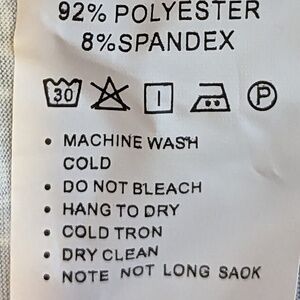 92% POLYESTER
8%SPANDEX
30
P
• MACHINE WASH
COLD
• DO NOT BLEACH
• HANG TO DRY
• COLD TRON
• DRY CLEAN
• NOTE NOT LONG SAOK